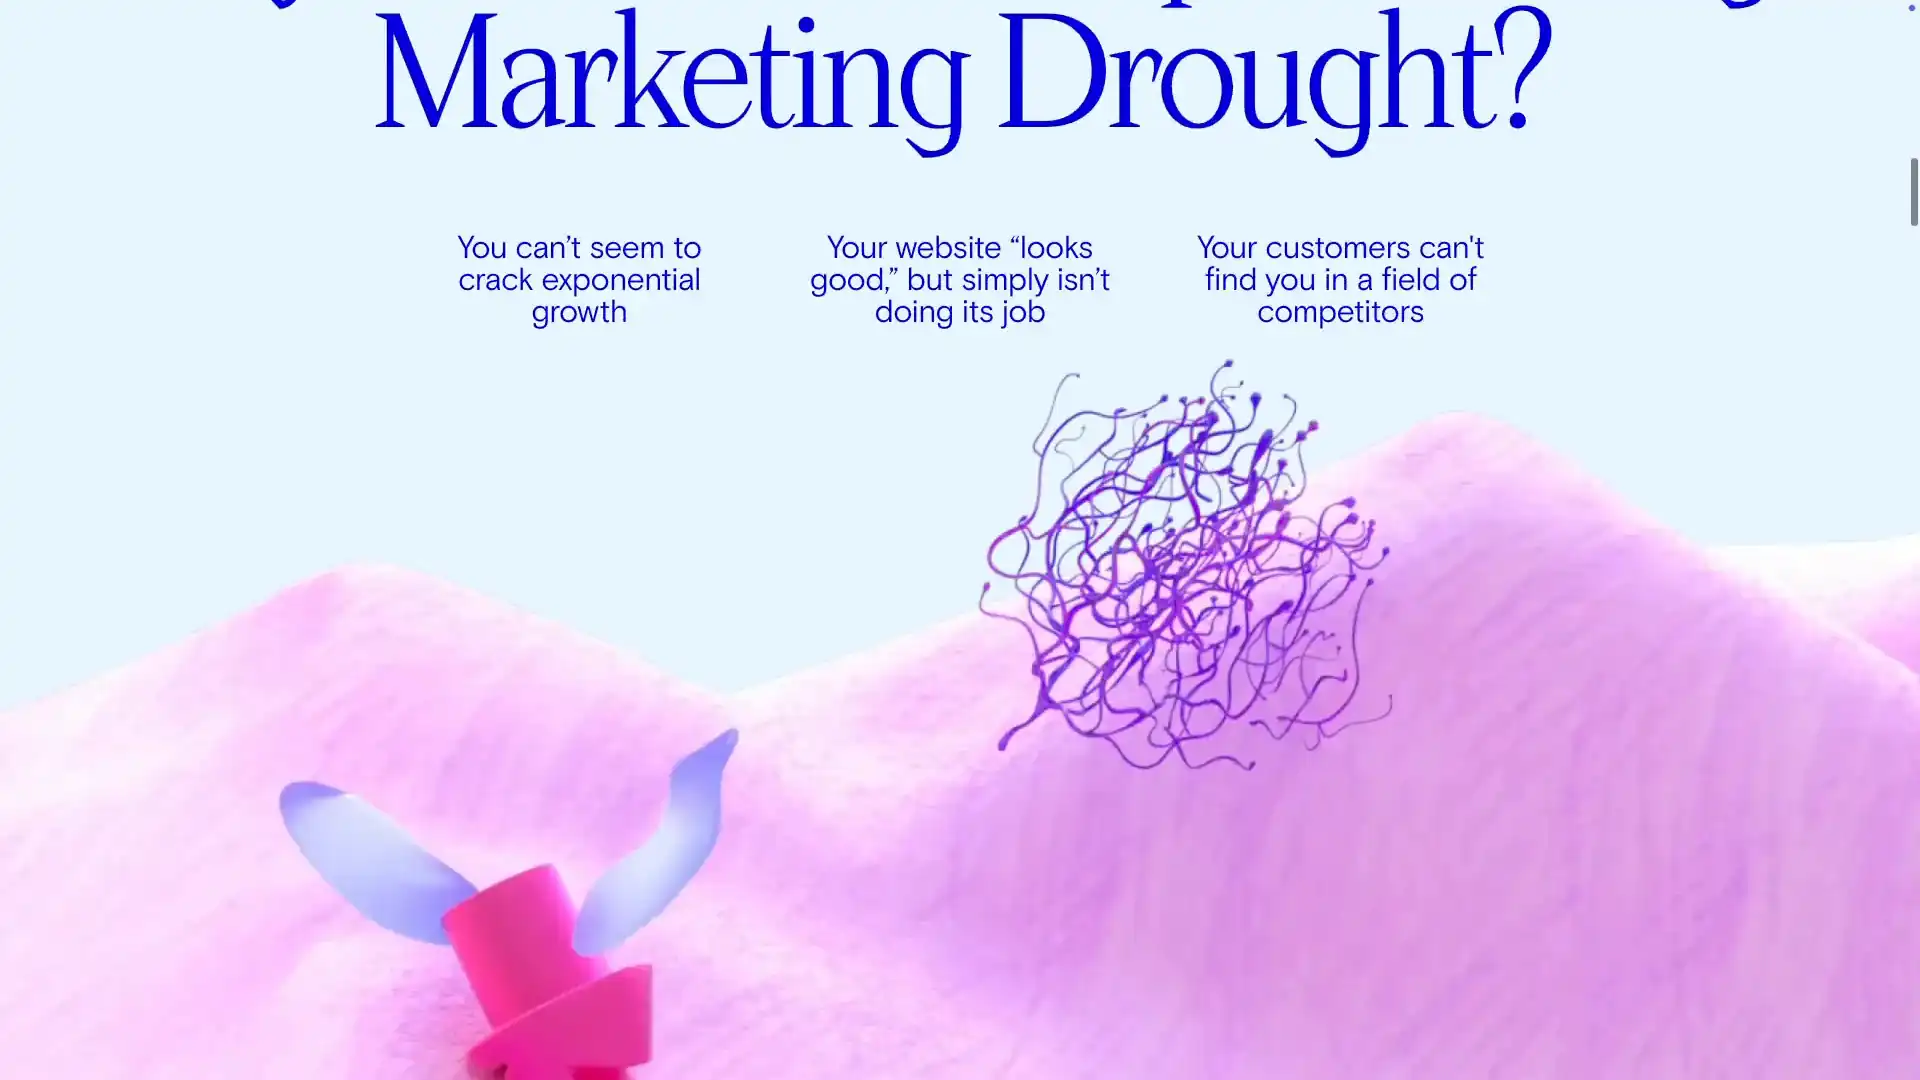 Marketing Drought?
You can’t seem to
crack exponential
growth
Your website “looks
good,” but simply isn’t
doing its job
Your customers can't
find you in a field of
competitors